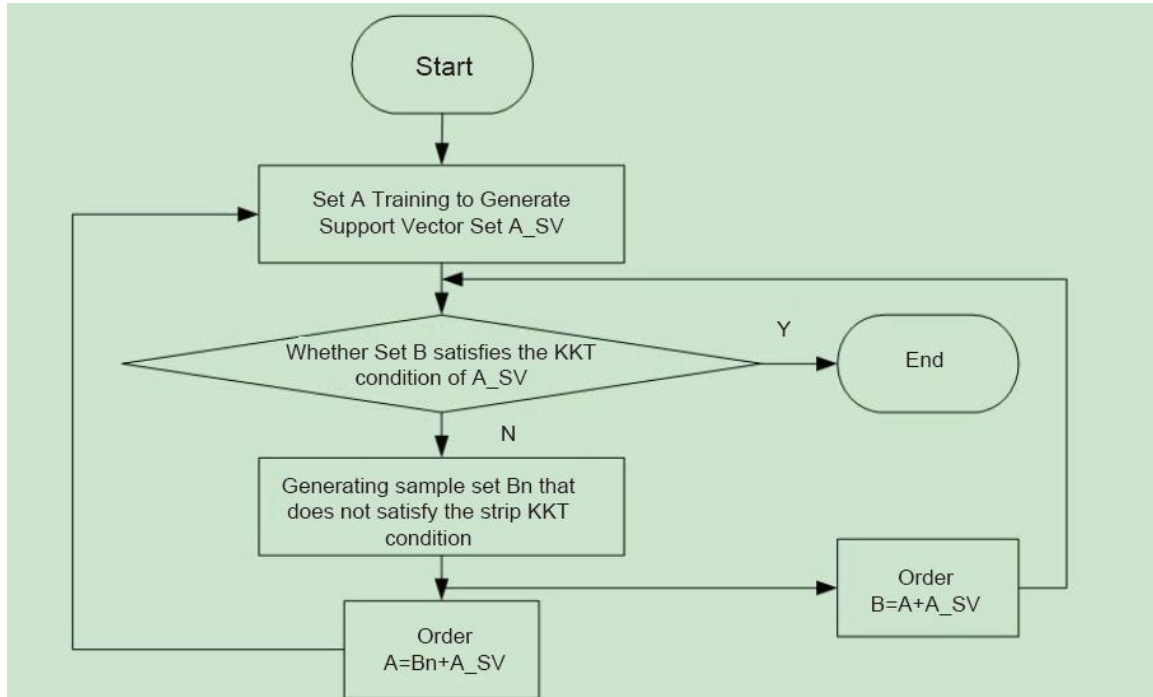 Start
Set A Training to Generate
Support Vector Set A_SV
Whether Set B satisfies the KKT
condition of A_SV
Y
End
N
Generating sample set Bn that
does not satisfy the strip KKT
condition
Order
B=A+A_SV
Order
A=Bn+A_SV